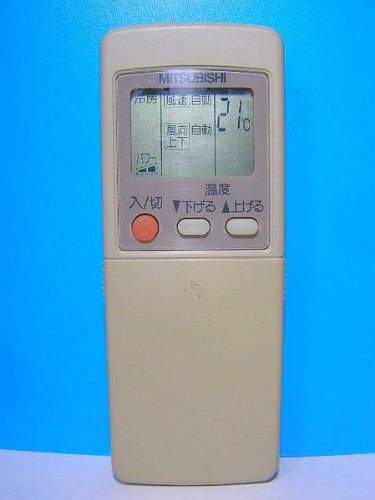 MITSUBISHI
冷房 風速 自動 21℃
風向 自動
上下
パワー
温度
入/切 ▼下げる ▲上げる